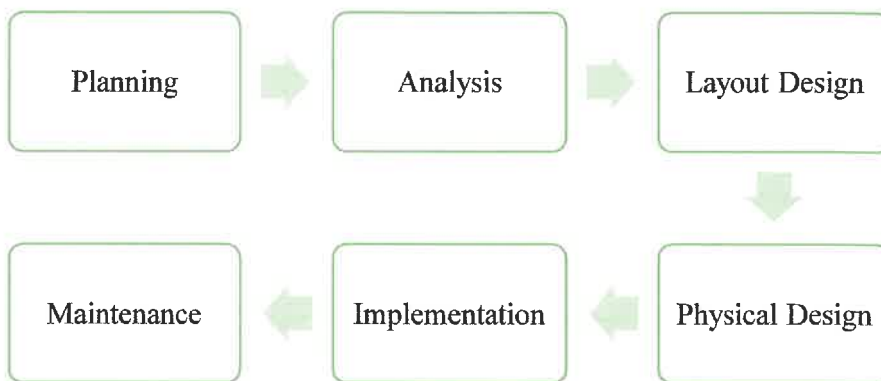 Planning
Analysis
Layout Design
Physical Design
Implementation
Maintenance